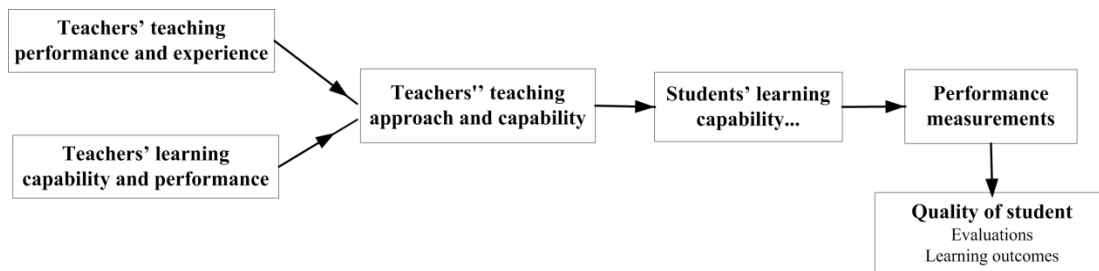 Teachers’ teaching
performance and experience
Teachers’ learning
capability and performance
Teachers'' teaching
approach and capability
Students’ learning
capability...
Performance
measurements
Quality of student
Evaluations
Learning outcomes